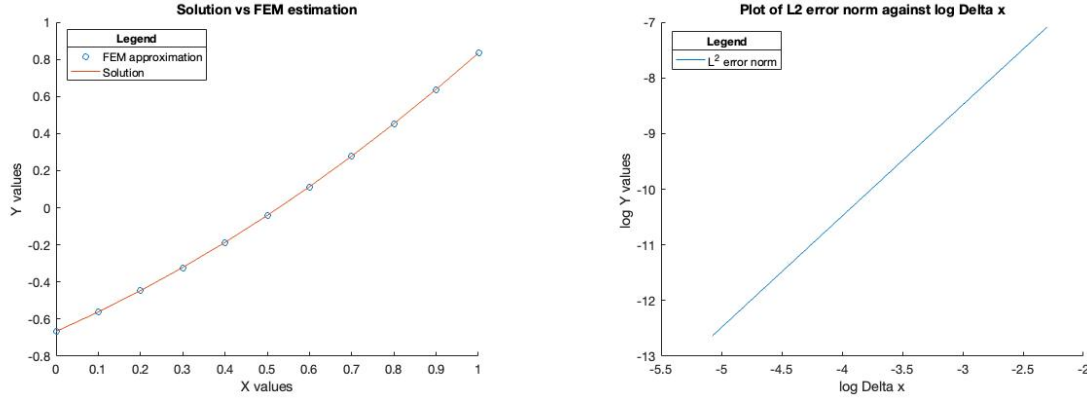 Solution vs FEM estimation
1
0.8
0.6
0.4
0.2
0
-0.2
-0.4
-0.6
-0.8
Y values
Legend
FEM approximation
Solution
0 0.1 0.2 0.3 0.4 0.5 0.6 0.7 0.8 0.9 1
X values
Plot of L2 error norm against log Delta x
-7
-8
-9
-10
-11
-12
-13
log Y values
Legend
L² error norm
-5.5 -5 -4.5 -4 -3.5 -3 -2.5 -2
log Delta x